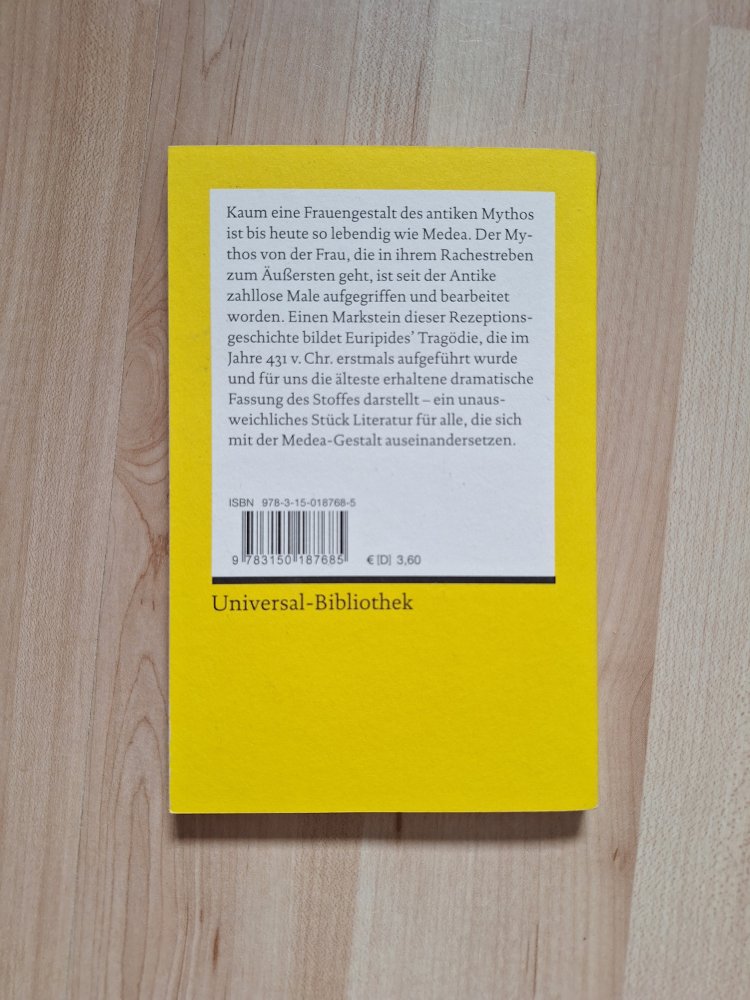 Kaum eine Frauengestalt des antiken Mythos
ist bis heute so lebendig wie Medea. Der My-
thos von der Frau, die in ihrem Rachestreben
zum Äußersten geht, ist seit der Antike
zahllose Male aufgegriffen und bearbeitet
worden. Einen Markstein dieser Rezeptions-
geschichte bildet Euripides’ Tragödie, die im
Jahre 431 v. Chr. erstmals aufgeführt wurde
und für uns die älteste erhaltene dramatische
Fassung des Stoffes darstellt – ein unaus-
weichliches Stück Literatur für alle, die sich
mit der Medea-Gestalt auseinandersetzen.
ISBN 978-3-15-018768-5
9 783150 187685 € [D] 3,60
Universal-Bibliothek